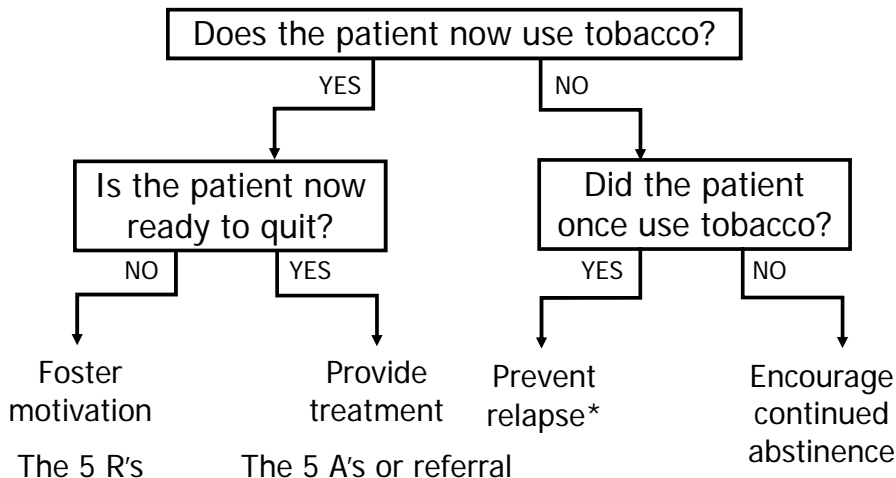 Does the patient now use tobacco?
YES
NO
Is the patient now
ready to quit?
Did the patient
once use tobacco?
NO
YES
YES
NO
Foster
motivation
The 5 R's
Provide
treatment
The 5 A's or referral
Prevent
relapse*
Encourage
continued
abstinence